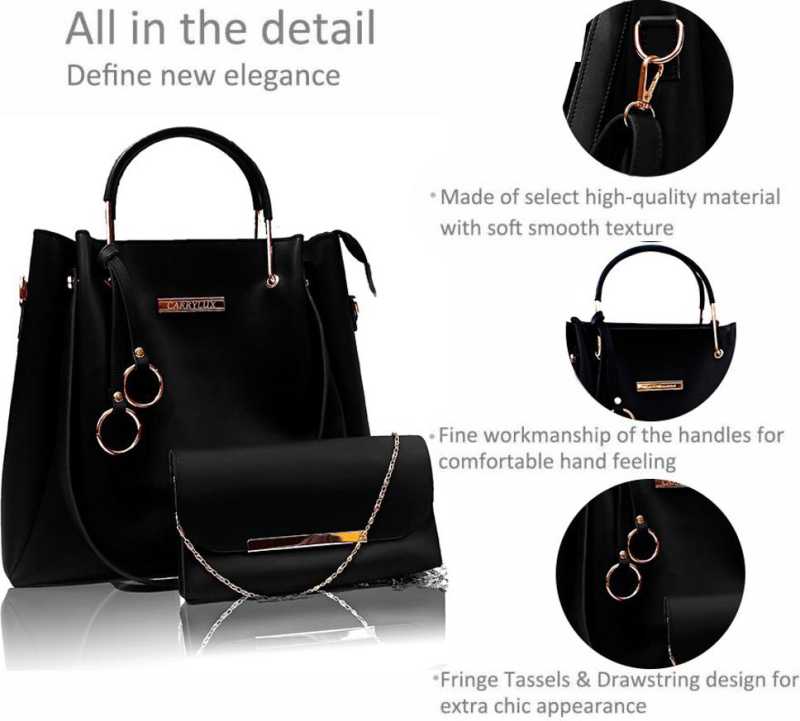 All in the detail
Define new elegance
CARRYLUX
• Made of select high-quality material
with soft smooth texture
• Fine workmanship of the handles for
comfortable hand feeling
• Fringe Tassels & Drawstring design for
extra chic appearance